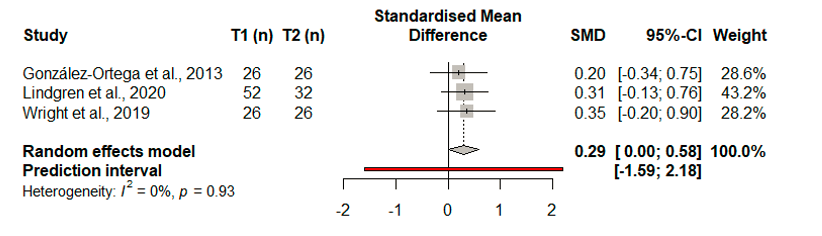 Standardised Mean
Study T1 (n) T2 (n) Difference SMD 95%-CI Weight
González-Ortega et al., 2013 26 26 0.20 [-0.34; 0.75] 28.6%
Lindgren et al., 2020 52 32 0.31 [-0.13; 0.76] 43.2%
Wright et al., 2019 26 26 0.35 [-0.20; 0.90] 28.2%
Random effects model 0.29 [ 0.00; 0.58] 100.0%
Prediction interval [-1.59; 2.18]
Heterogeneity: I² = 0%, p = 0.93
-2 -1 0 1 2